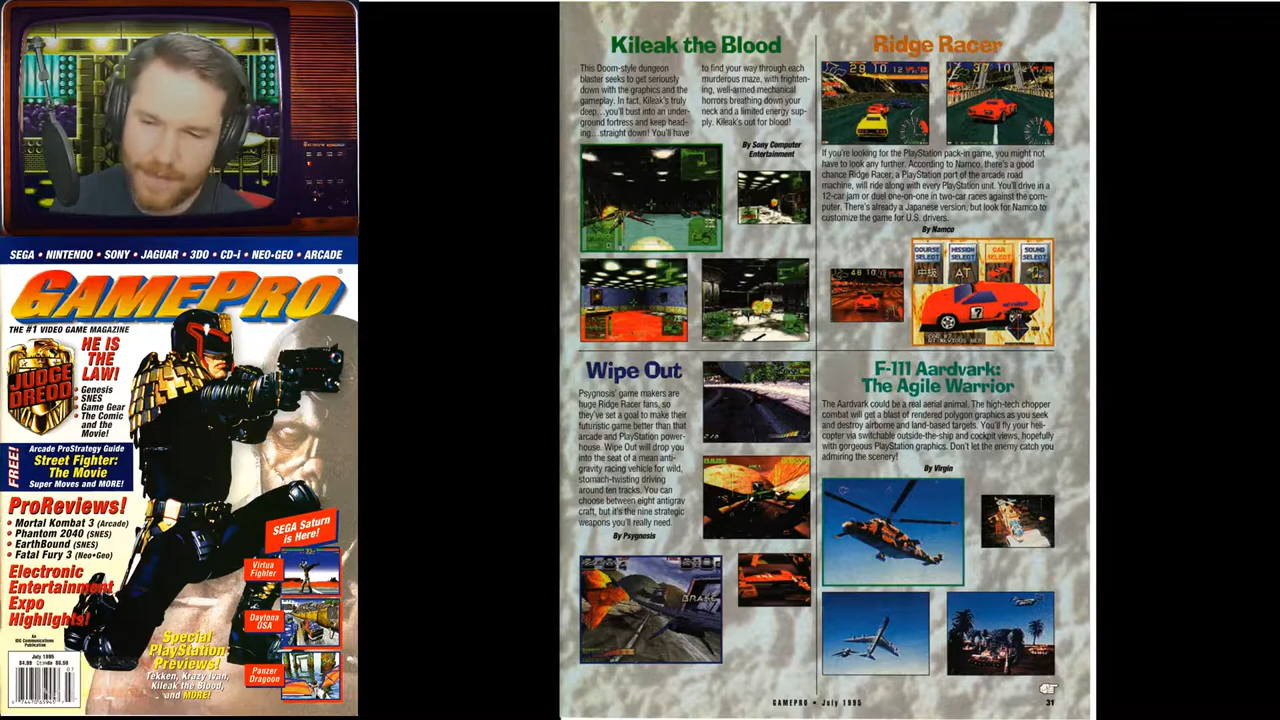 SEGA • NINTENDO • SONY • JAGUAR • 3DO • CD-i • NEO-GEO • ARCADE
GAMEPRO
®
THE #1 VIDEO GAME MAGAZINE
HE IS
THE
LAW!
JUDGE
DREDD
• Genesis
• SNES
• Game Gear
• The Comic
and the
Movie!
FREE!
Arcade ProStrategy Guide
Street Fighter:
The Movie
Super Moves and MORE!
ProReviews!
• Mortal Kombat 3 (Arcade)
• Phantom 2040 (SNES)
• EarthBound (SNES)
• Fatal Fury 3 (Neo•Geo)
Electronic
Entertainment
Expo
Highlights!
An
IDG Communications
Publication
July 1995
SEGA Saturn
is Here!
Virtua
Fighter
Daytona
USA
Panzer
Dragoon
Special
PlayStation
Previews!
Tekken, Krazy Ivan,
Kileak the Blood,
and MORE!
Kileak the Blood
This Doom-style dungeon
blaster seeks to get seriously
down with the graphics and the
gameplay. In fact, Kileak's truly
deep...you'll bust into an under-
ground fortress and keep head-
ing...straight down! You'll have
to find your way through each
murderous maze, with frighten-
ing, well-armed mechanical
horrors breathing down your
neck and a limited energy sup-
ply. Kileak's out for blood!
By Sony Computer
Entertainment
Ridge Racer
If you're looking for the PlayStation pack-in game, you might not
have to look any further. According to Namco, there's a good
chance Ridge Racer, a PlayStation port of the arcade road
machine, will ride along with every PlayStation unit. You'll drive in a
12-car jam or duel one-on-one in two-car races against the com-
puter. There's already a Japanese version, but look for Namco to
customize the game for U.S. drivers.
By Namco
COURSE
SELECT
MISSION
SELECT
CAR
SELECT
SOUND
SELECT
中級
AT
?
Wipe Out
Psygnosis' game makers are
huge Ridge Racer fans, so
they've set a goal to make their
futuristic game better than that
arcade and PlayStation power-
house. Wipe Out will drop you
into the seat of a mean anti-
gravity racing vehicle for wild,
stomach-twisting driving
around ten tracks. You can
choose between eight antigrav
craft, but it's the nine strategic
weapons you'll really need.
By Psygnosis
F-111 Aardvark:
The Agile Warrior
The Aardvark could be a real aerial animal. The high-tech chopper
combat will get a blast of rendered polygon graphics as you seek
and destroy airborne and land-based targets. You'll fly your heli-
copter via switchable outside-the-ship and cockpit views, hopefully
with gorgeous PlayStation graphics. Don't let the enemy catch you
admiring the scenery!
By Virgin
GAMEPRO • July 1995
31